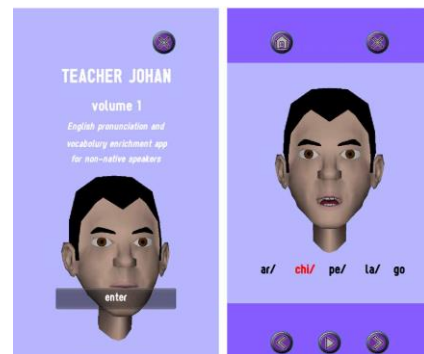 TEACHER JOHAN
volume 1
English pronunciation and
vocabulary enrichment app
for non-native speakers
enter
ar/ chi/ pe/ la/ go